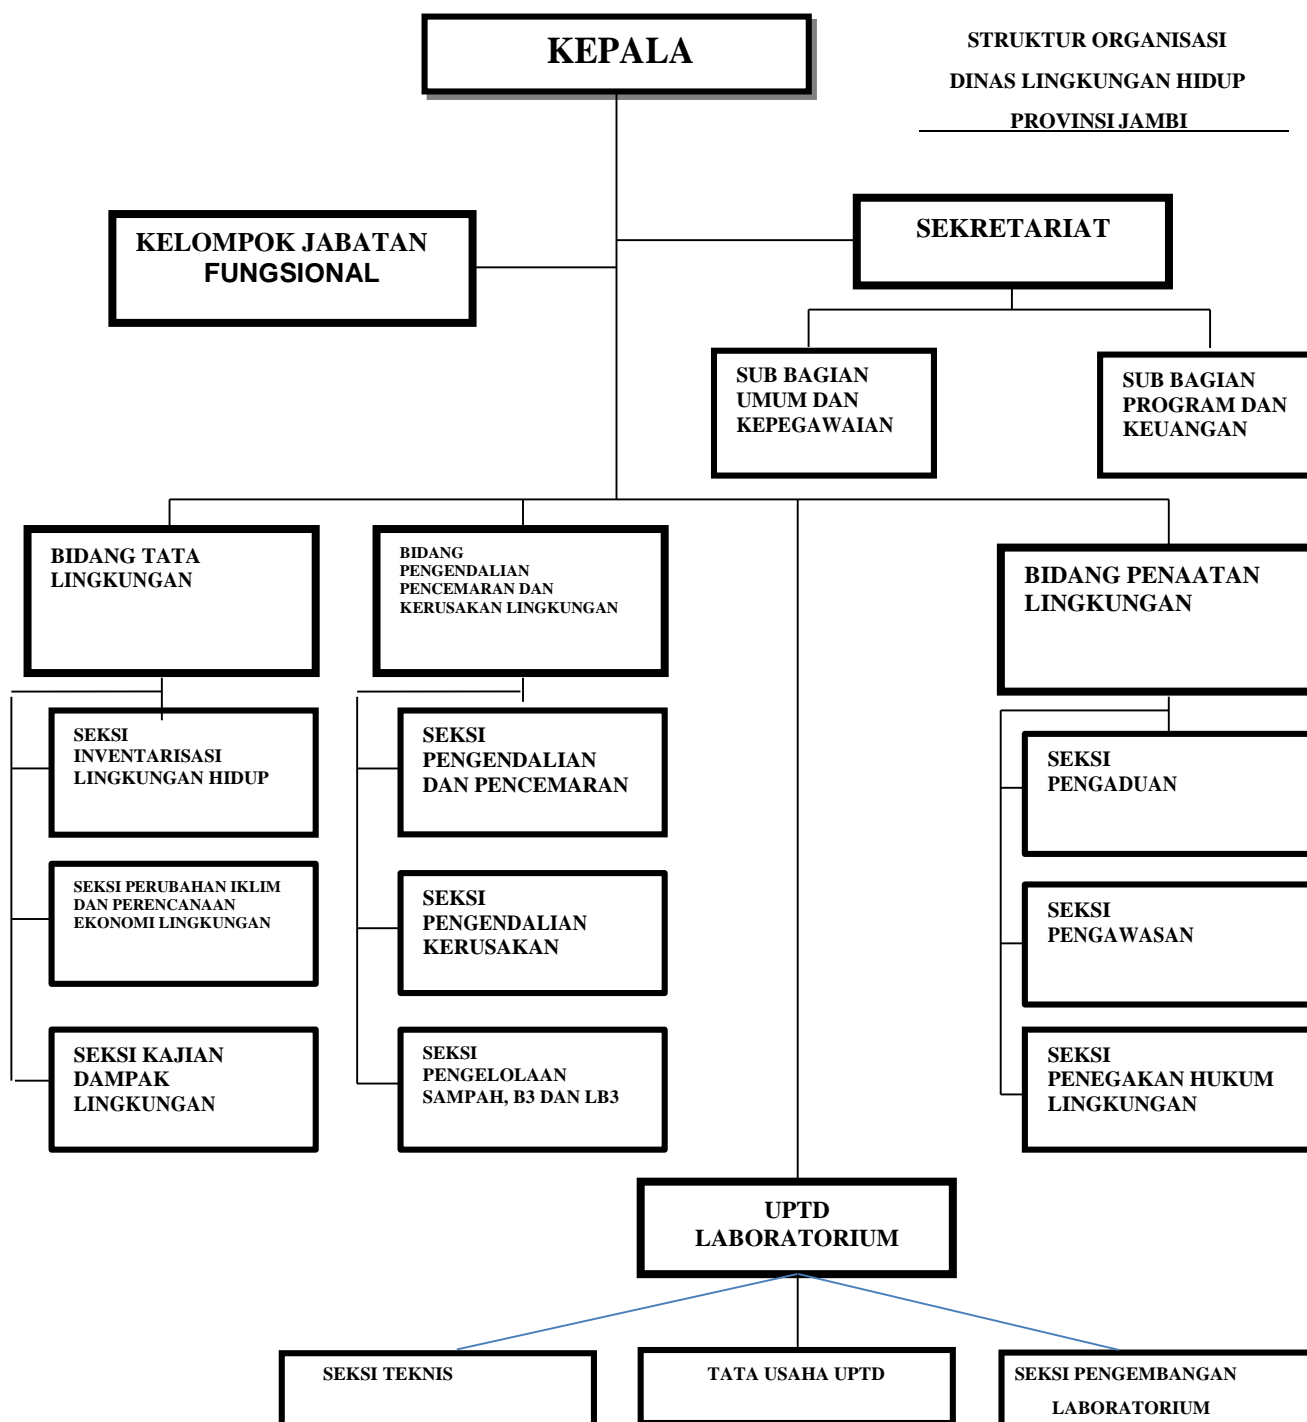 KEPALA
STRUKTUR ORGANISASI
DINAS LINGKUNGAN HIDUP
PROVINSI JAMBI
KELOMPOK JABATAN
FUNGSIONAL
SEKRETARIAT
SUB BAGIAN
UMUM DAN
KEPEGAWAIAN
SUB BAGIAN
PROGRAM DAN
KEUANGAN
BIDANG TATA
LINGKUNGAN
BIDANG
PENGENDALIAN
PENCEMARAN DAN
KERUSAKAN LINGKUNGAN
BIDANG PENAATAN
LINGKUNGAN
SEKSI
INVENTARISASI
LINGKUNGAN HIDUP
SEKSI
PENGENDALIAN
DAN PENCEMARAN
SEKSI
PENGADUAN
SEKSI PERUBAHAN IKLIM
DAN PERENCANAAN
EKONOMI LINGKUNGAN
SEKSI
PENGENDALIAN
KERUSAKAN
SEKSI
PENGAWASAN
SEKSI KAJIAN
DAMPAK
LINGKUNGAN
SEKSI
PENGELOLAAN
SAMPAH, B3 DAN LB3
SEKSI
PENEGAKAN HUKUM
LINGKUNGAN
UPTD
LABORATORIUM
SEKSI TEKNIS
TATA USAHA UPTD
SEKSI PENGEMBANGAN
LABORATORIUM